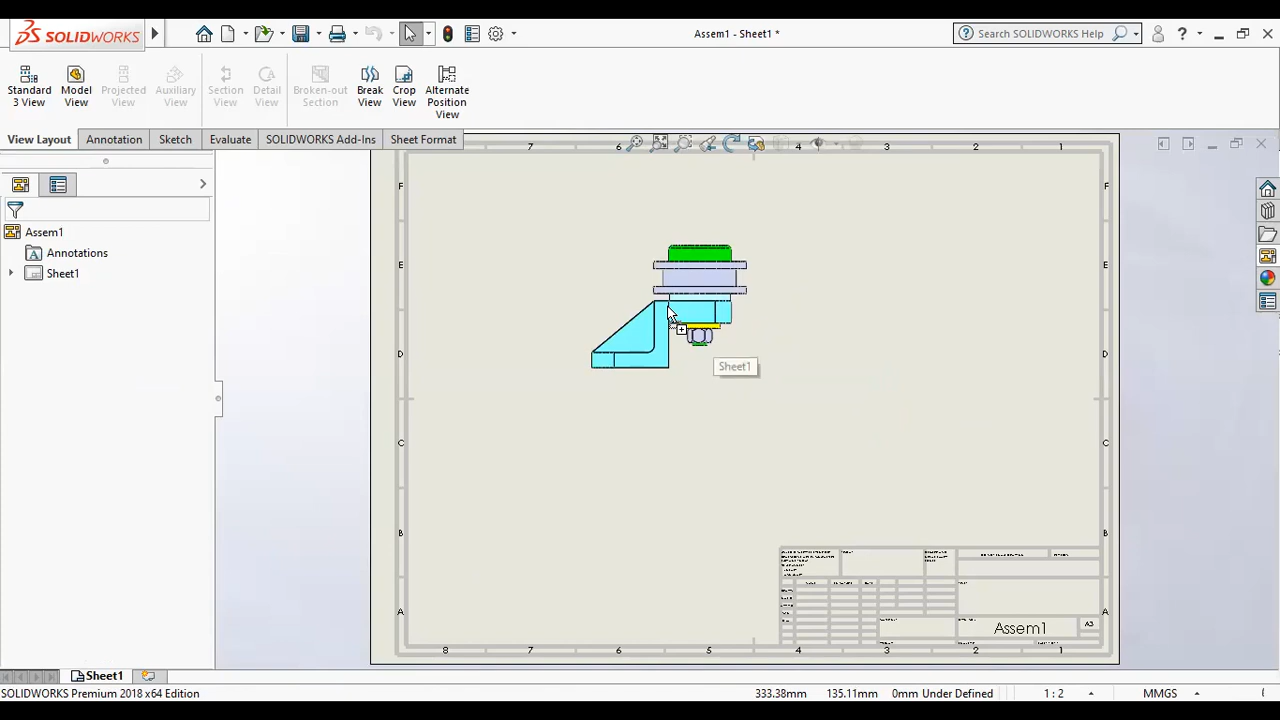 SOLIDWORKS
Assem1 - Sheet1 *
Search SOLIDWORKS Help
Standard 3 View
Model View
Projected View
Auxiliary View
Section View
Detail View
Broken-out Section
Break View
Crop View
Alternate Position View
View Layout
Annotation
Sketch
Evaluate
SOLIDWORKS Add-Ins
Sheet Format
7
6
4
3
2
1
F
F
Assem1
Annotations
Sheet1
E
E
D
D
Sheet1
C
C
B
B
A
A
Assem1
A3
8
7
6
5
4
3
2
1
Sheet1
SOLIDWORKS Premium 2018 x64 Edition
333.38mm
135.11mm
0mm Under Defined
1 : 2
MMGS